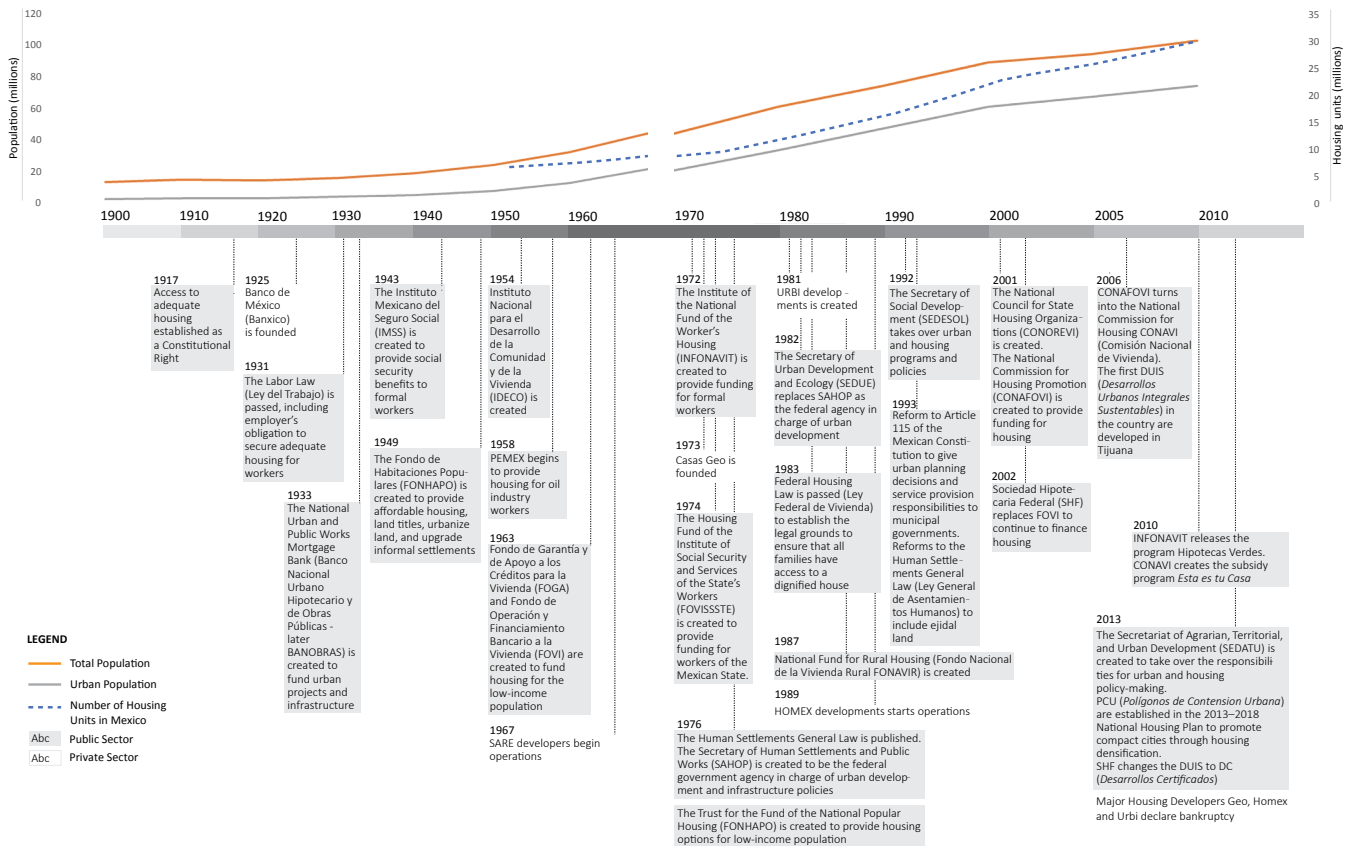 120
100
80
60
40
20
0
Population (millions)
35
30
25
20
15
10
5
0
Housing units (millions)
1900
1910
1920
1930
1940
1950
1960
1970
1980
1990
2000
2005
2010
1917
Access to
adequate
housing
established as
a Constitutional
Right
1925
Banco de
México
(Banxico)
is founded
1931
The Labor Law
(Ley del Trabajo) is
passed, including
employer's
obligation to
secure adequate
housing for
workers
1933
The National
Urban and
Public Works
Mortgage
Bank (Banco
Nacional
Urbano
Hipotecario y
de Obras
Públicas -
later
BANOBRAS) is
created to
fund urban
projects and
infrastructure
1943
The Instituto
Mexicano del
Seguro Social
(IMSS) is
created to
provide social
security
benefits to
formal
workers
1949
The Fondo de
Habitaciones Popu-
lares (FONHAPO) is
created to provide
affordable housing,
land titles, urbanize
land, and upgrade
informal settlements
1954
Instituto
Nacional
para el
Desarrollo
de la
Comunidad
y de la
Vivienda
(IDECO) is
created
1958
PEMEX begins
to provide
housing for oil
industry
workers
1963
Fondo de Garantía y
de Apoyo a los
Créditos para la
Vivienda (FOGA)
and Fondo de
Operación y
Financiamiento
Bancario a la
Vivienda (FOVI) are
created to fund
housing for the
low-income
population
1967
SARE developers begin
operations
1972
The Institute of
the National
Fund of the
Worker's
Housing
(INFONAVIT) is
created to
provide funding
for formal
workers
1973
Casas Geo is
founded
1974
The Housing
Fund of the
Institute of
Social Security
and Services
of the State's
Workers
(FOVISSSTE)
is created to
provide
funding for
workers of the
Mexican State.
1976
The Human Settlements General Law is published.
The Secretary of Human Settlements and Public
Works (SAHOP) is created to be the federal
government agency in charge of urban develop-
ment and infrastructure policies
The Trust for the Fund of the National Popular
Housing (FONHAPO) is created to provide housing
options for low-income population
1981
URBI develop -
ments is created
1982
The Secretary of
Urban Development
and Ecology (SEDUE)
replaces SAHOP as
the federal agency in
charge of urban
development
1983
Federal Housing
Law is passed (Ley
Federal de Vivienda)
to establish the
legal grounds to
ensure that all
families have
access to a
dignified house
1987
National Fund for Rural Housing (Fondo Nacional
de la Vivienda Rural FONAVIR) is created
1989
HOMEX developments starts operations
1992
The Secretary of
Social Develop-
ment (SEDESOL)
takes over urban
and housing
programs and
policies
1993
Reform to Article
115 of the
Mexican Consti-
tution to give
urban planning
decisions and
service provision
responsibilities to
municipal
governments.
Reforms to the
Human Settle-
ments General
Law (Ley General
de Asentamien-
tos Humanos) to
include ejidal
land
2001
The National
Council for State
Housing Organiza-
tions (CONOREVI)
is created.
The National
Commission for
Housing Promotion
(CONAFOVI) is
created to provide
funding for
housing
2002
Sociedad Hipote-
caria Federal (SHF)
replaces FOVI to
continue to finance
housing
2006
CONAFOVI turns
into the National
Commission for
Housing CONAVI
(Comisión Nacional
de Vivienda).
The first DUIS
(Desarrollos
Urbanos Integrales
Sustentables) in
the country are
developed in
Tijuana
2010
INFONAVIT releases the
program Hipotecas Verdes.
CONAVI creates the subsidy
program Esta es tu Casa
2013
The Secretariat of Agrarian, Territorial,
and Urban Development (SEDATU) is
created to take over the responsibili-
ties for urban and housing
policy-making.
PCU (Polígonos de Contension Urbana)
are established in the 2013–2018
National Housing Plan to promote
compact cities through housing
densification.
SHF changes the DUIS to DC
(Desarrollos Certificados)
Major Housing Developers Geo, Homex
and Urbi declare bankruptcy
LEGEND
Total Population
Urban Population
Number of Housing
Units in Mexico
Abc Public Sector
Abc Private Sector